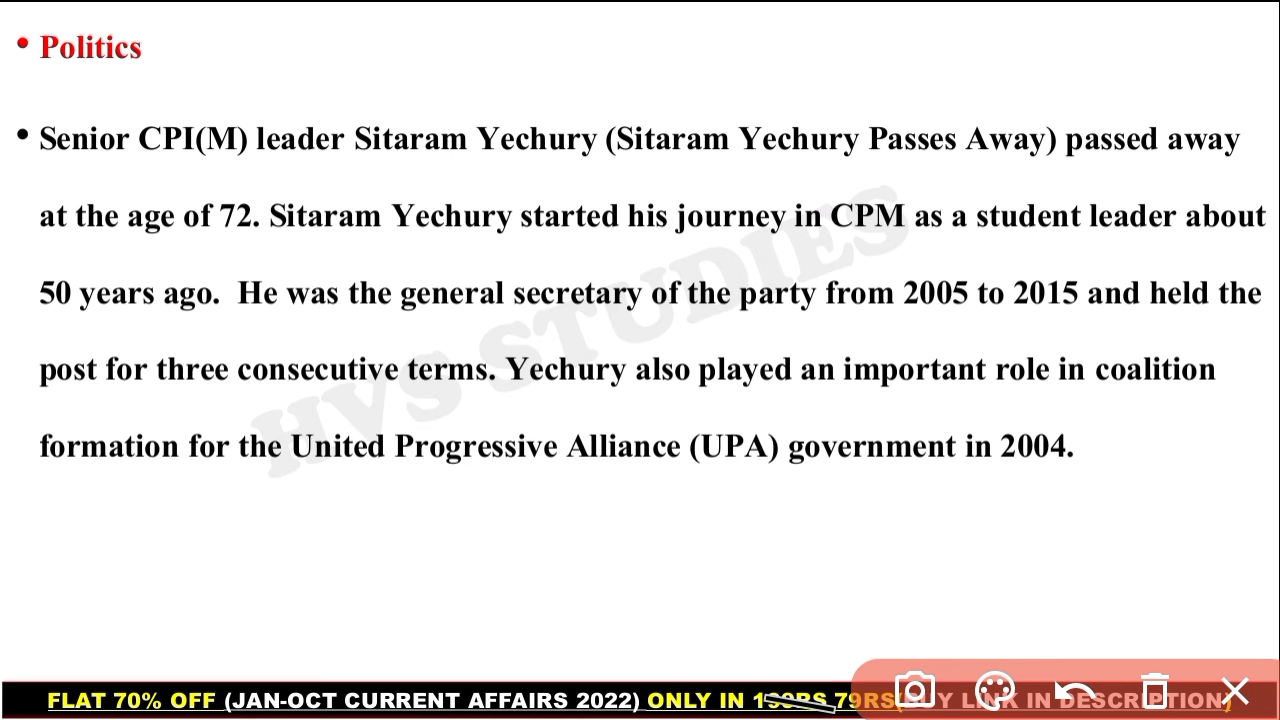 • Politics
• Senior CPI(M) leader Sitaram Yechury (Sitaram Yechury Passes Away) passed away
at the age of 72. Sitaram Yechury started his journey in CPM as a student leader about
50 years ago.  He was the general secretary of the party from 2005 to 2015 and held the
post for three consecutive terms. Yechury also played an important role in coalition
formation for the United Progressive Alliance (UPA) government in 2004.
HVS STUDIES
FLAT 70% OFF (JAN-OCT CURRENT AFFAIRS 2022) ONLY IN 79RS( LINK IN DESCRIPTION)